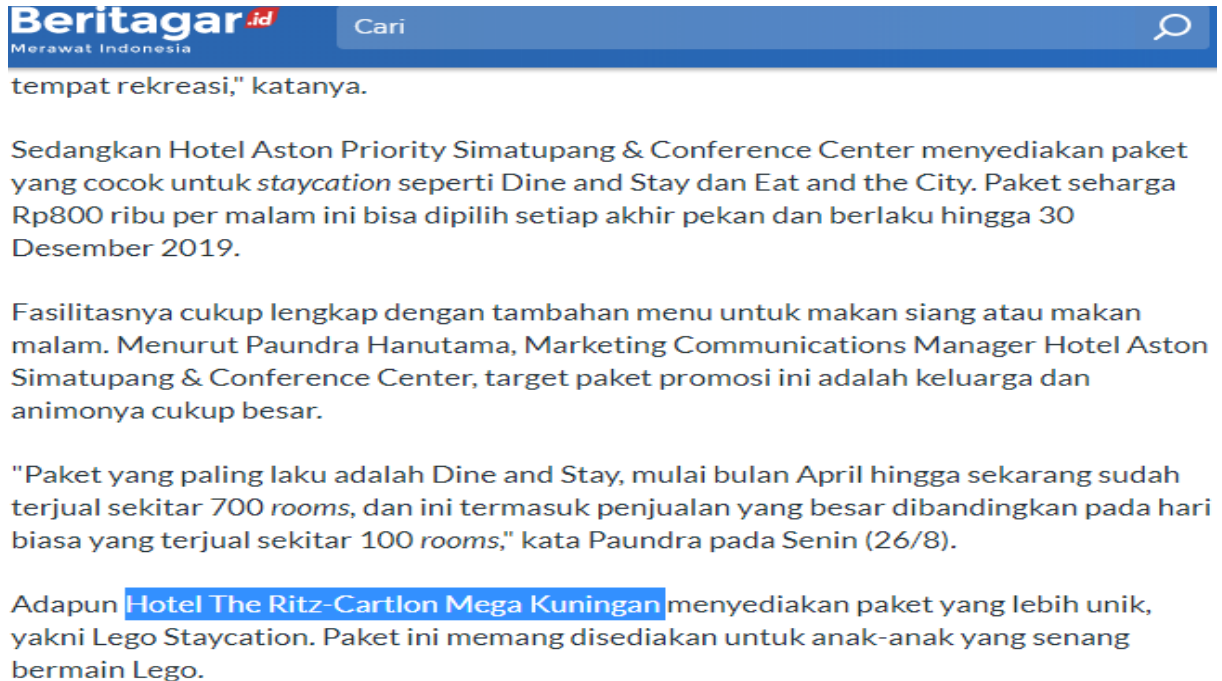 Beritagar.id
Cari
Merawat Indonesia
tempat rekreasi," katanya.
Sedangkan Hotel Aston Priority Simatupang & Conference Center menyediakan paket
yang cocok untuk staycation seperti Dine and Stay dan Eat and the City. Paket seharga
Rp800 ribu per malam ini bisa dipilih setiap akhir pekan dan berlaku hingga 30
Desember 2019.
Fasilitasnya cukup lengkap dengan tambahan menu untuk makan siang atau makan
malam. Menurut Paundra Hanutama, Marketing Communications Manager Hotel Aston
Simatupang & Conference Center, target paket promosi ini adalah keluarga dan
animonya cukup besar.
"Paket yang paling laku adalah Dine and Stay, mulai bulan April hingga sekarang sudah
terjual sekitar 700 rooms, dan ini termasuk penjualan yang besar dibandingkan pada hari
biasa yang terjual sekitar 100 rooms," kata Paundra pada Senin (26/8).
Adapun Hotel The Ritz-Cartlon Mega Kuningan menyediakan paket yang lebih unik,
yakni Lego Staycation. Paket ini memang disediakan untuk anak-anak yang senang
bermain Lego.